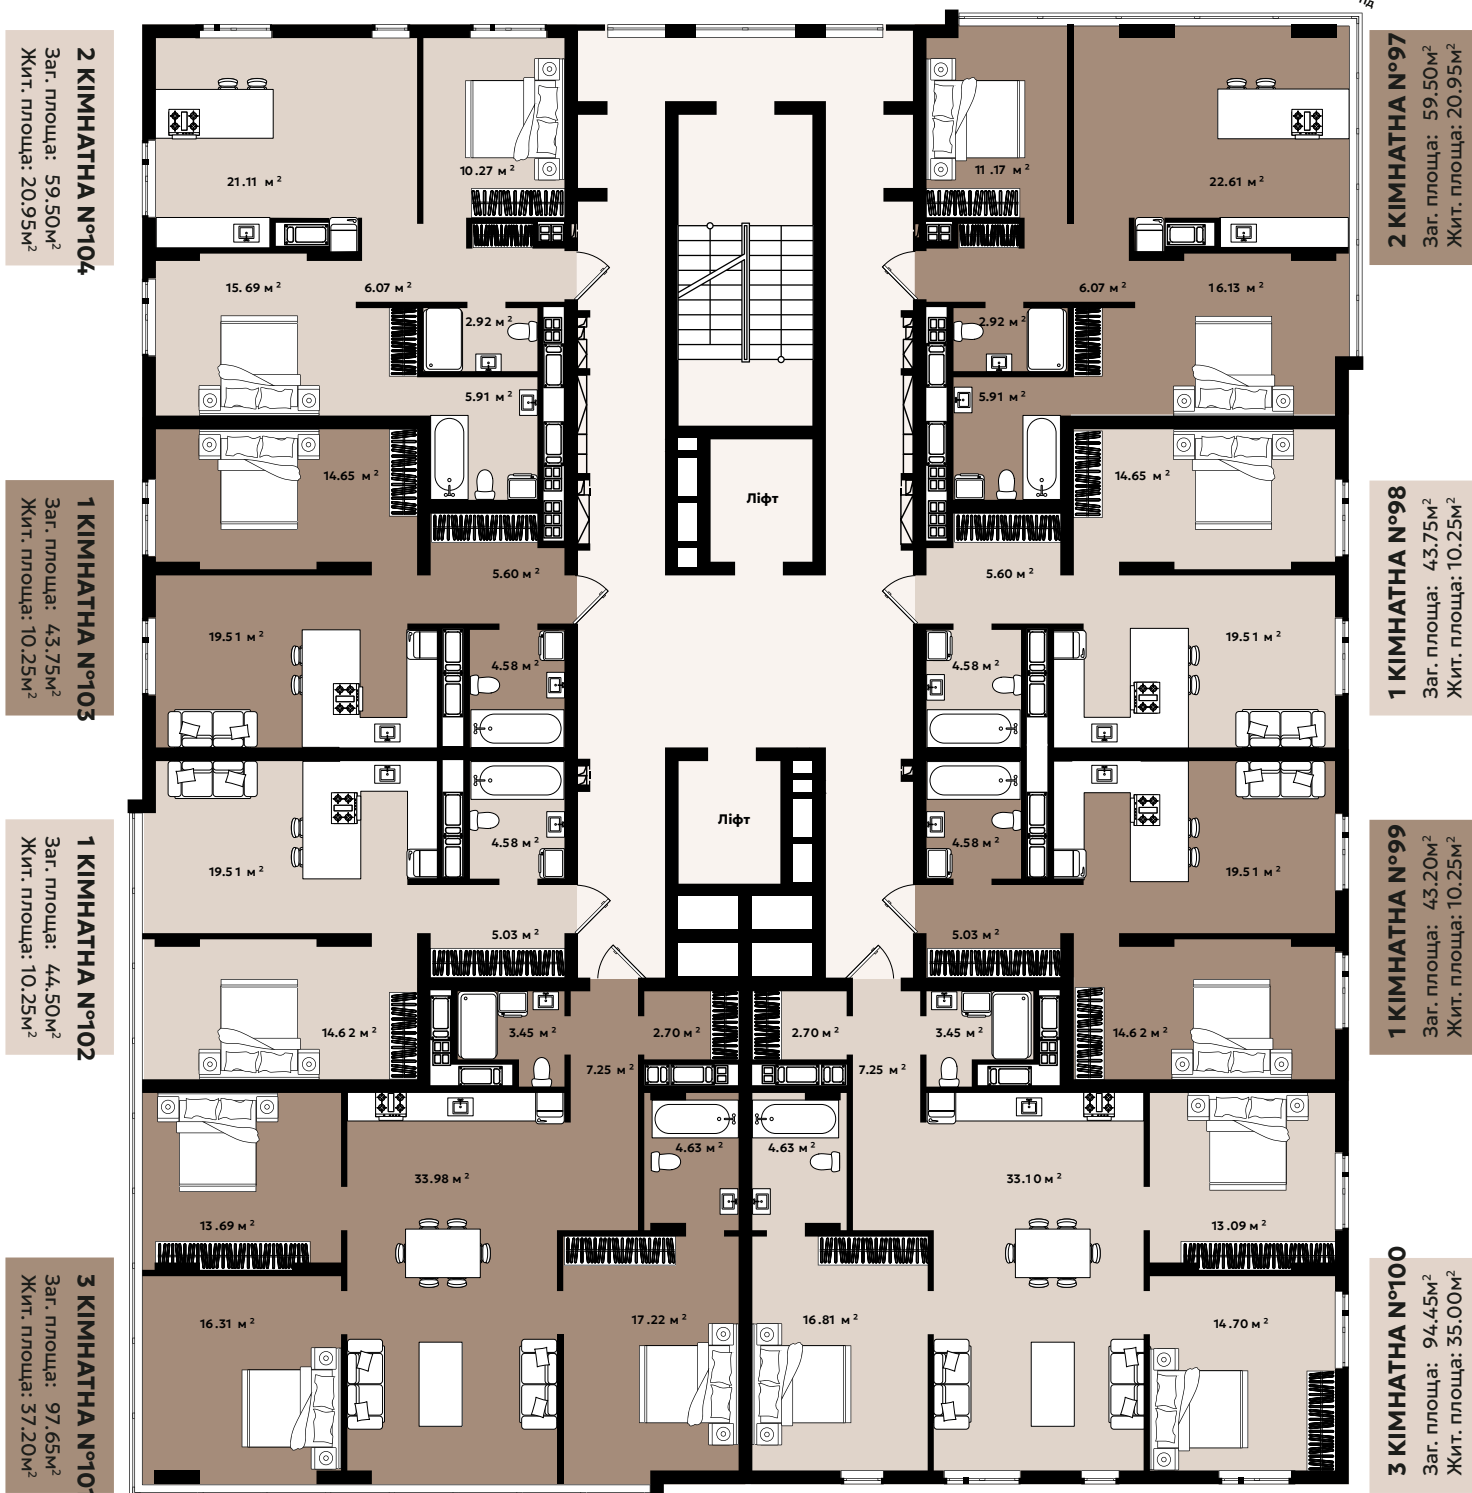 2 КІМНАТНА №104
Заг. площа: 59.50м²
Жит. площа: 20.95м²
1 КІМНАТНА №103
Заг. площа: 43.75м²
Жит. площа: 10.25м²
1 КІМНАТНА №102
Заг. площа: 44.50м²
Жит. площа: 10.25м²
3 КІМНАТНА №101
Заг. площа: 97.65м²
Жит. площа: 37.20м²
21.11 м²
10.27 м²
15.69 м²
6.07 м²
2.92 м²
5.91 м²
14.65 м²
5.60 м²
19.51 м²
4.58 м²
19.51 м²
4.58 м²
5.03 м²
14.62 м²
3.45 м²
2.70 м²
7.25 м²
4.63 м²
33.98 м²
13.69 м²
16.31 м²
17.22 м²
Ліфт
Ліфт
11.17 м²
22.61 м²
6.07 м²
16.13 м²
2.92 м²
5.91 м²
14.65 м²
5.60 м²
19.51 м²
4.58 м²
4.58 м²
19.51 м²
5.03 м²
14.62 м²
2.70 м²
3.45 м²
7.25 м²
4.63 м²
33.10 м²
13.09 м²
16.81 м²
14.70 м²
2 КІМНАТНА №97
Заг. площа: 59.50м²
Жит. площа: 20.95м²
1 КІМНАТНА №98
Заг. площа: 43.75м²
Жит. площа: 10.25м²
1 КІМНАТНА №99
Заг. площа: 43.20м²
Жит. площа: 10.25м²
3 КІМНАТНА №100
Заг. площа: 94.45м²
Жит. площа: 35.00м²